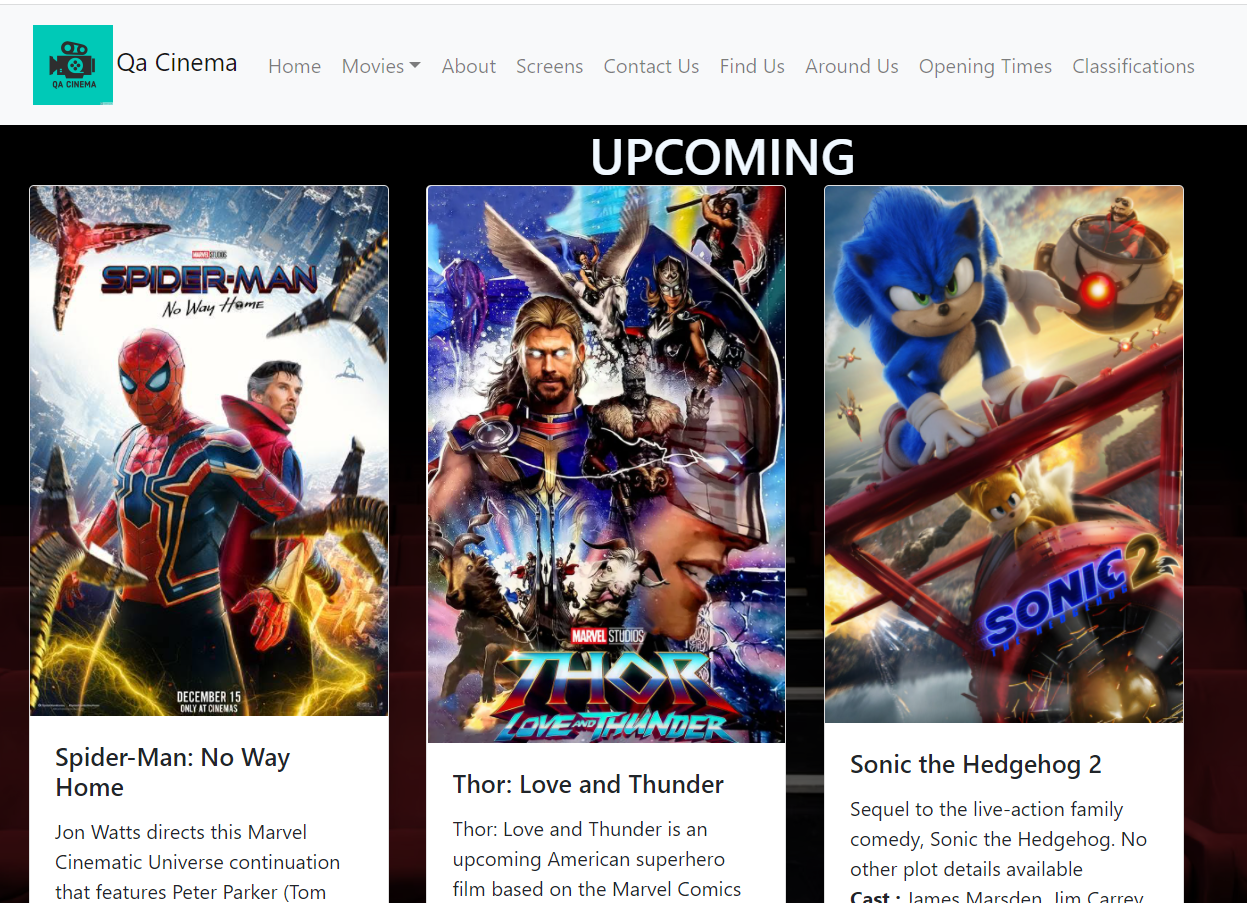 QA CINEMA
Qa Cinema
Home Movies About Screens Contact Us Find Us Around Us Opening Times Classifications
UPCOMING
MARVEL STUDIOS
SPIDER-MAN
No Way Home
DECEMBER 15
ONLY AT CINEMAS
Spider-Man: No Way
Home
Jon Watts directs this Marvel
Cinematic Universe continuation
that features Peter Parker (Tom
MARVEL STUDIOS
THOR
LOVE AND THUNDER
Thor: Love and Thunder
Thor: Love and Thunder is an
upcoming American superhero
film based on the Marvel Comics
SONIC 2
Sonic the Hedgehog 2
Sequel to the live-action family
comedy, Sonic the Hedgehog. No
other plot details available
Cast : James Marsden, Jim Carrey,